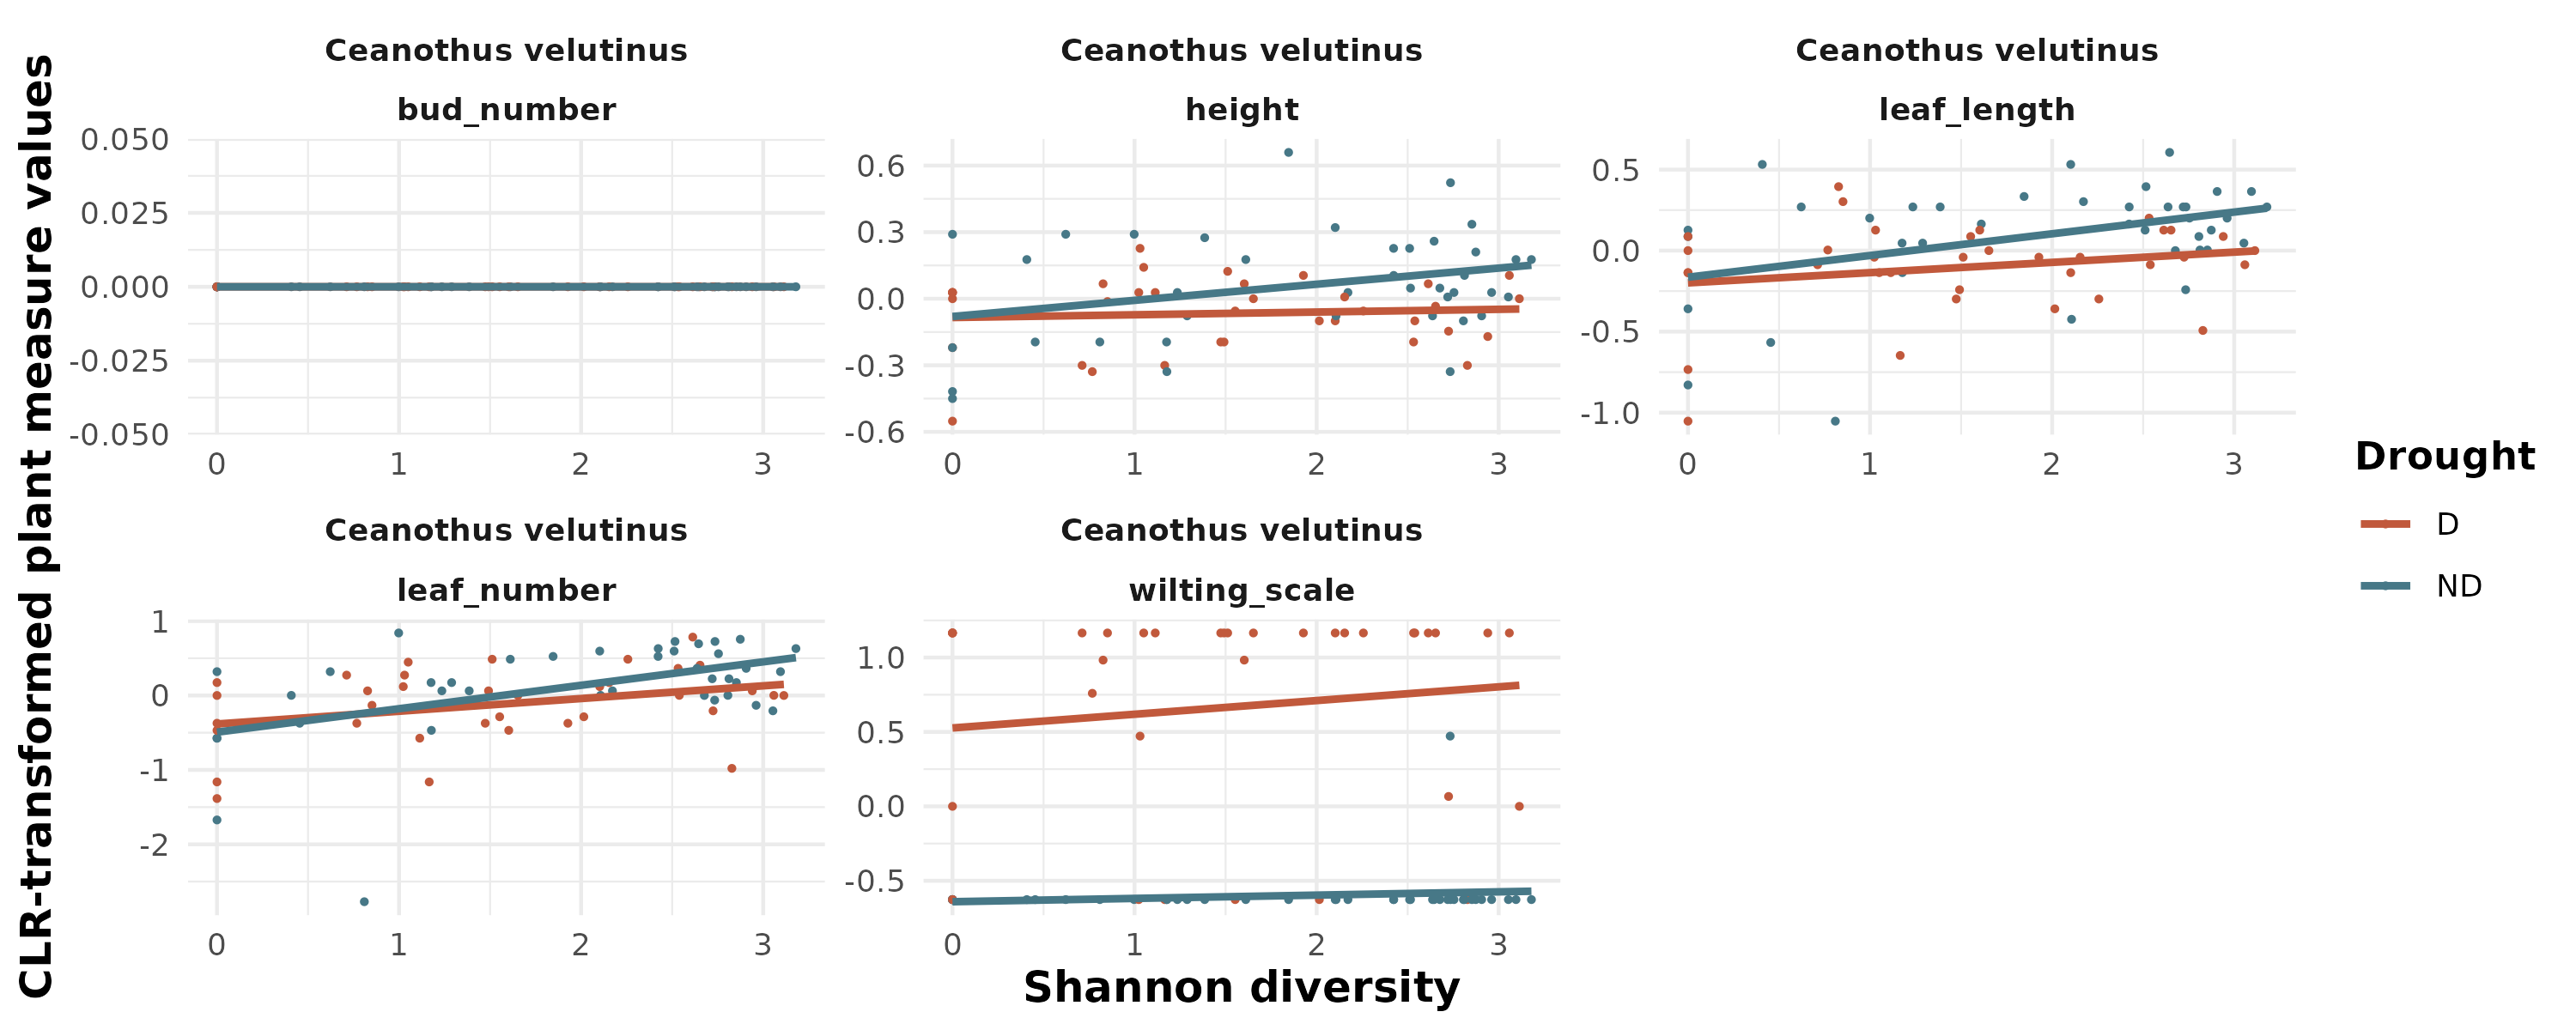 CLR-transformed plant measure values
Ceanothus velutinus
bud_number
0.050
0.025
0.000
-0.025
-0.050
0 1 2 3
Ceanothus velutinus
height
0.6
0.3
0.0
-0.3
-0.6
0 1 2 3
Ceanothus velutinus
leaf_length
0.5
0.0
-0.5
-1.0
0 1 2 3
Ceanothus velutinus
leaf_number
1
0
-1
-2
0 1 2 3
Ceanothus velutinus
wilting_scale
1.0
0.5
0.0
-0.5
0 1 2 3
Shannon diversity
Drought
D
ND